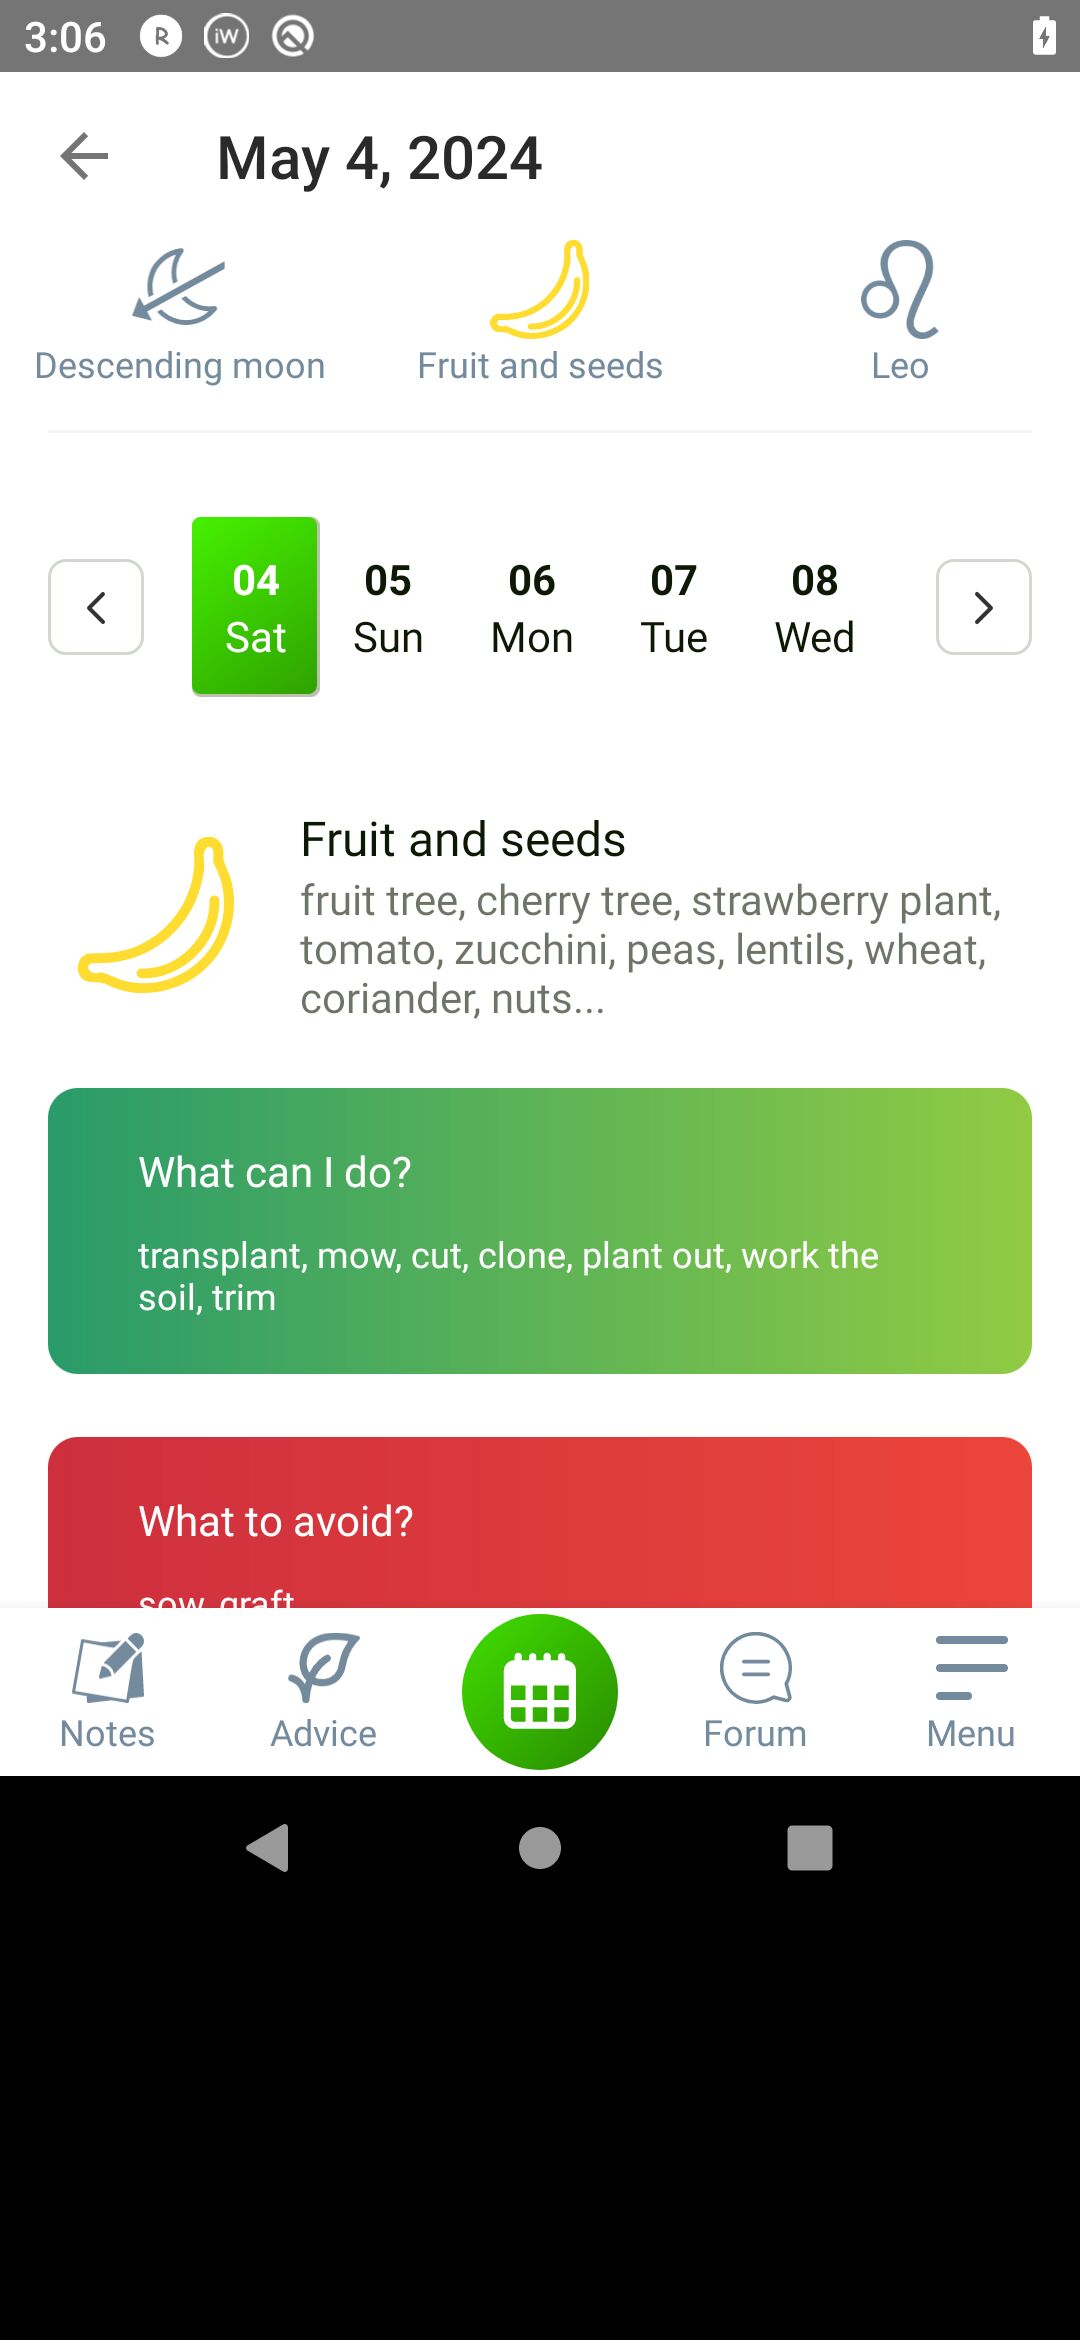 3:06
R
iW
May 4, 2024
Descending moon
Fruit and seeds
Leo
04
Sat
05
Sun
06
Mon
07
Tue
08
Wed
Fruit and seeds
fruit tree, cherry tree, strawberry plant,
tomato, zucchini, peas, lentils, wheat,
coriander, nuts...
What can I do?
transplant, mow, cut, clone, plant out, work the
soil, trim
What to avoid?
sow, graft
Notes
Advice
Forum
Menu